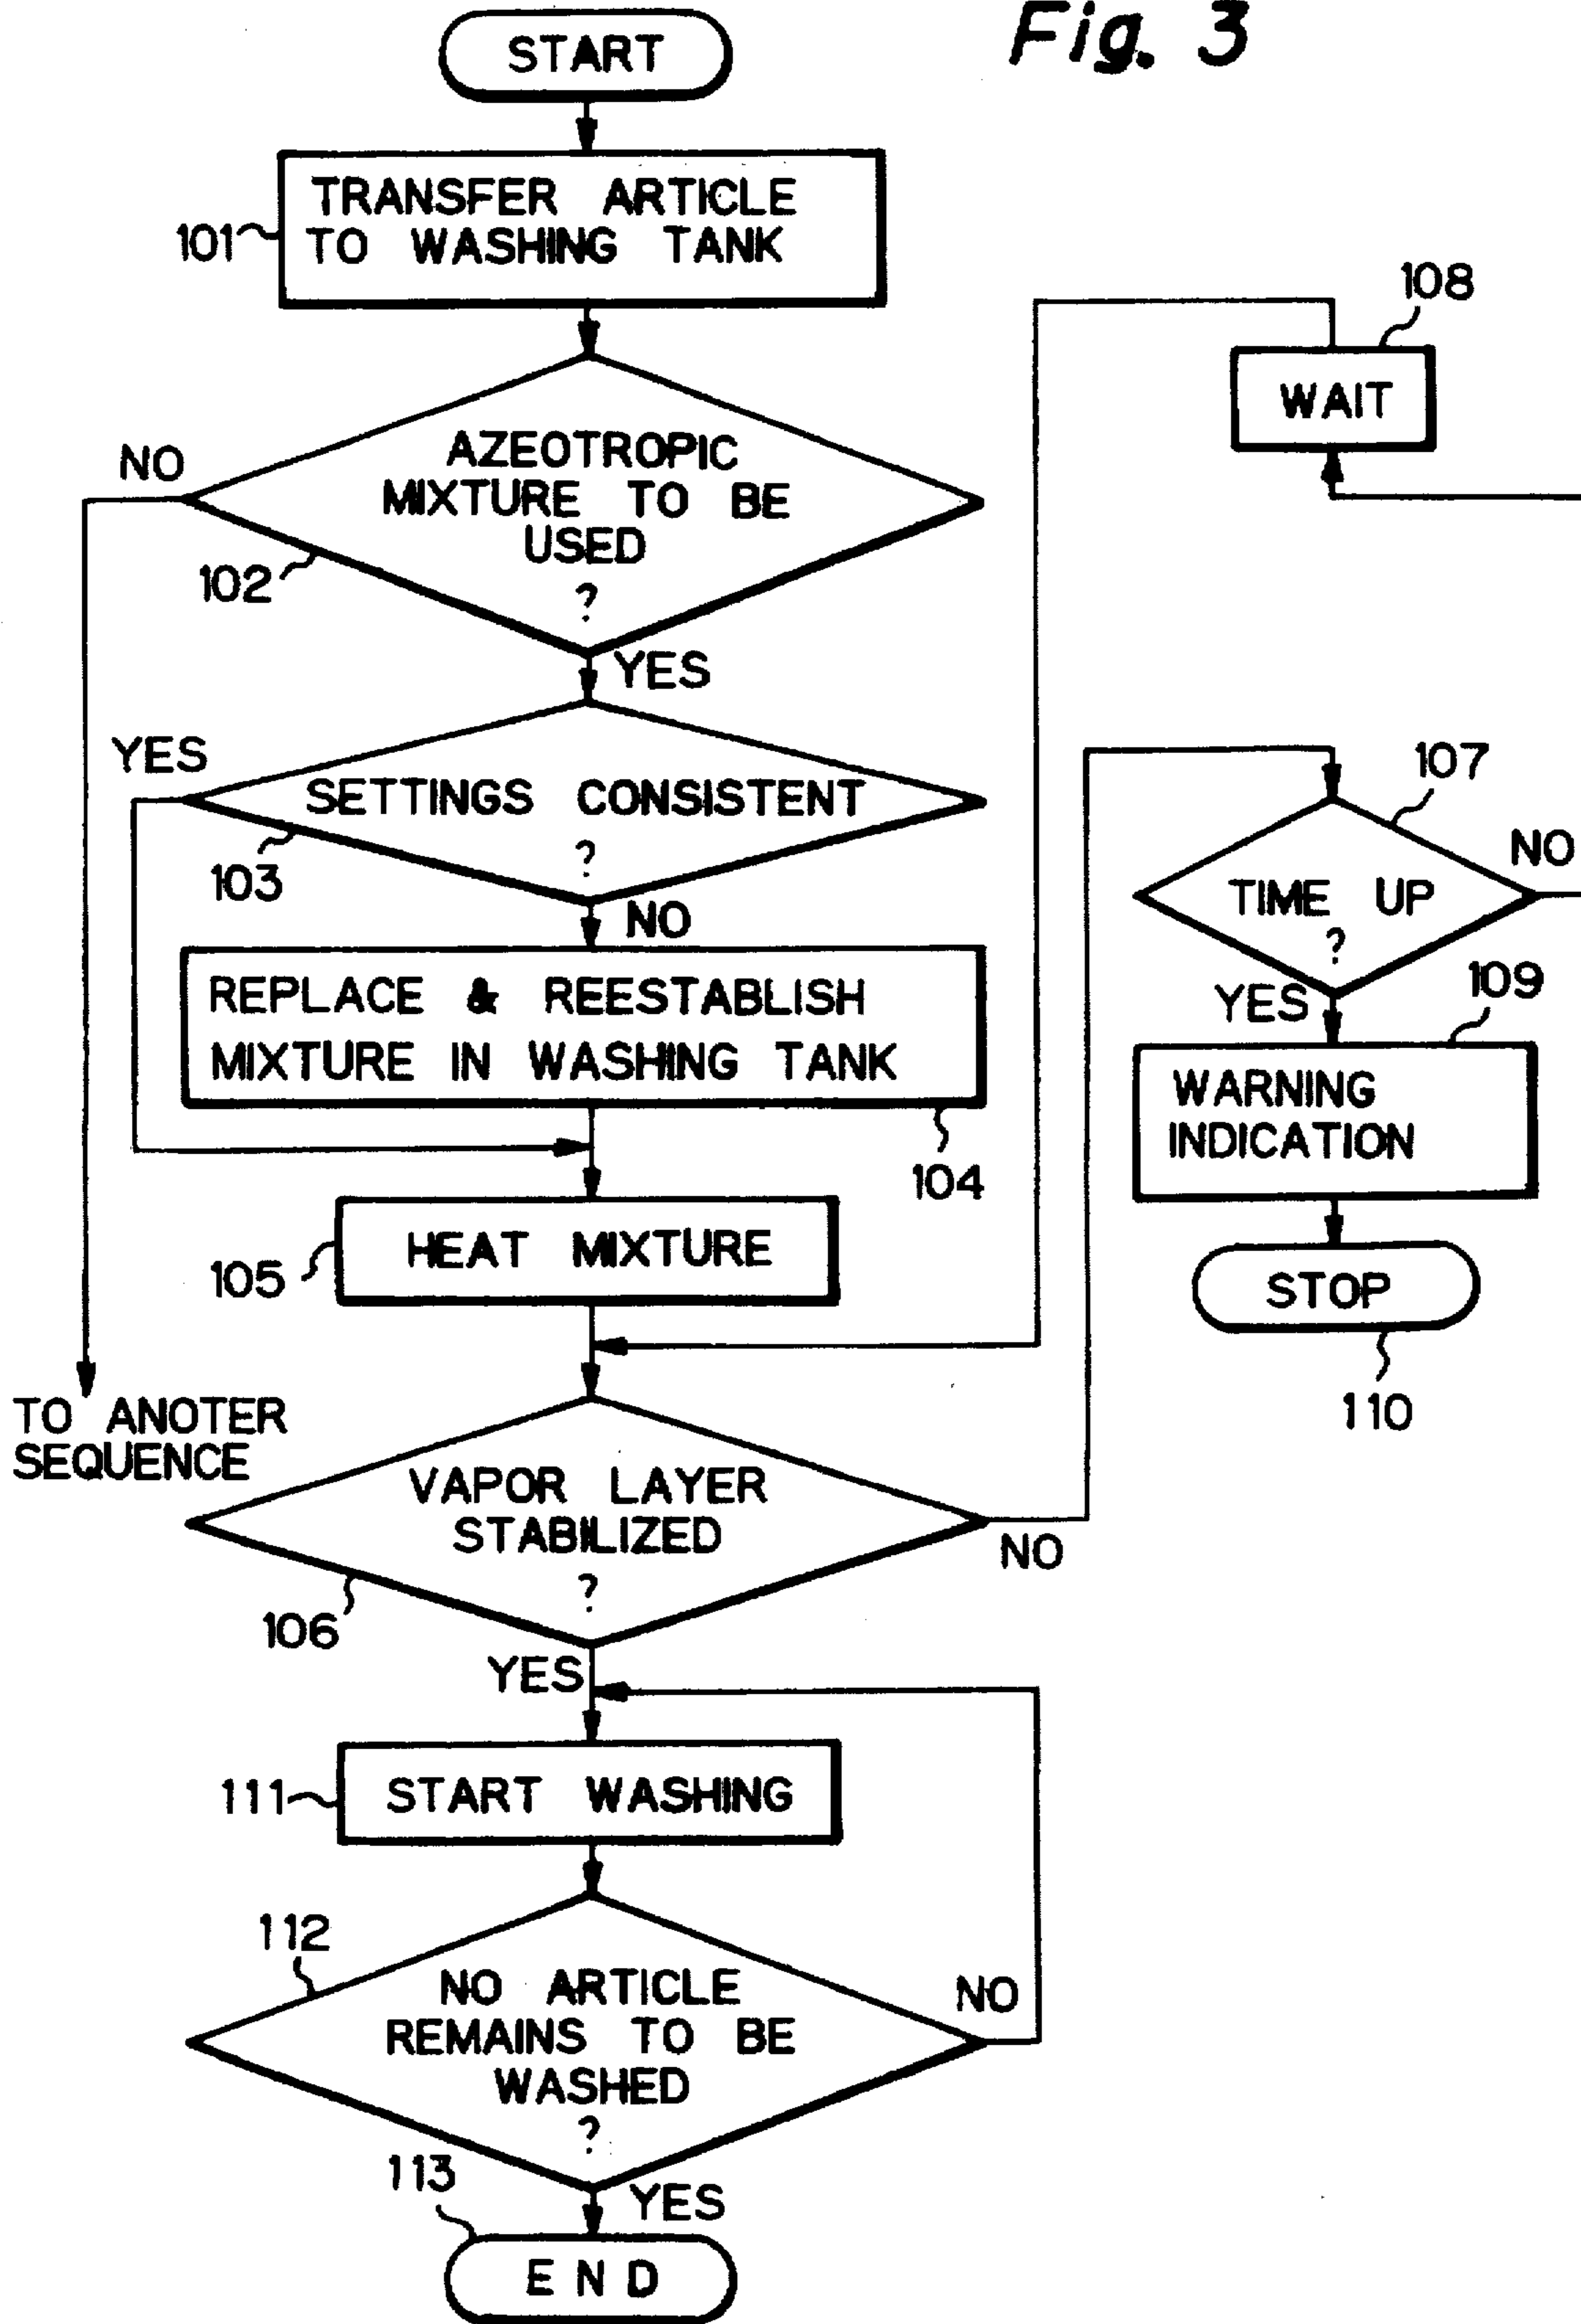 Fig. 3
START
101
TRANSFER ARTICLE
TO WASHING TANK
NO
AZEOTROPIC
MIXTURE TO BE
USED
?
102
YES
YES
SETTINGS CONSISTENT
?
103
NO
REPLACE & REESTABLISH
MIXTURE IN WASHING TANK
104
105
HEAT MIXTURE
TO ANOTER
SEQUENCE
VAPOR LAYER
STABILIZED
?
106
NO
YES
111
START WASHING
112
NO ARTICLE
REMAINS TO BE
WASHED
?
NO
113
YES
END
108
WAIT
107
TIME UP
?
NO
YES
109
WARNING
INDICATION
STOP
110